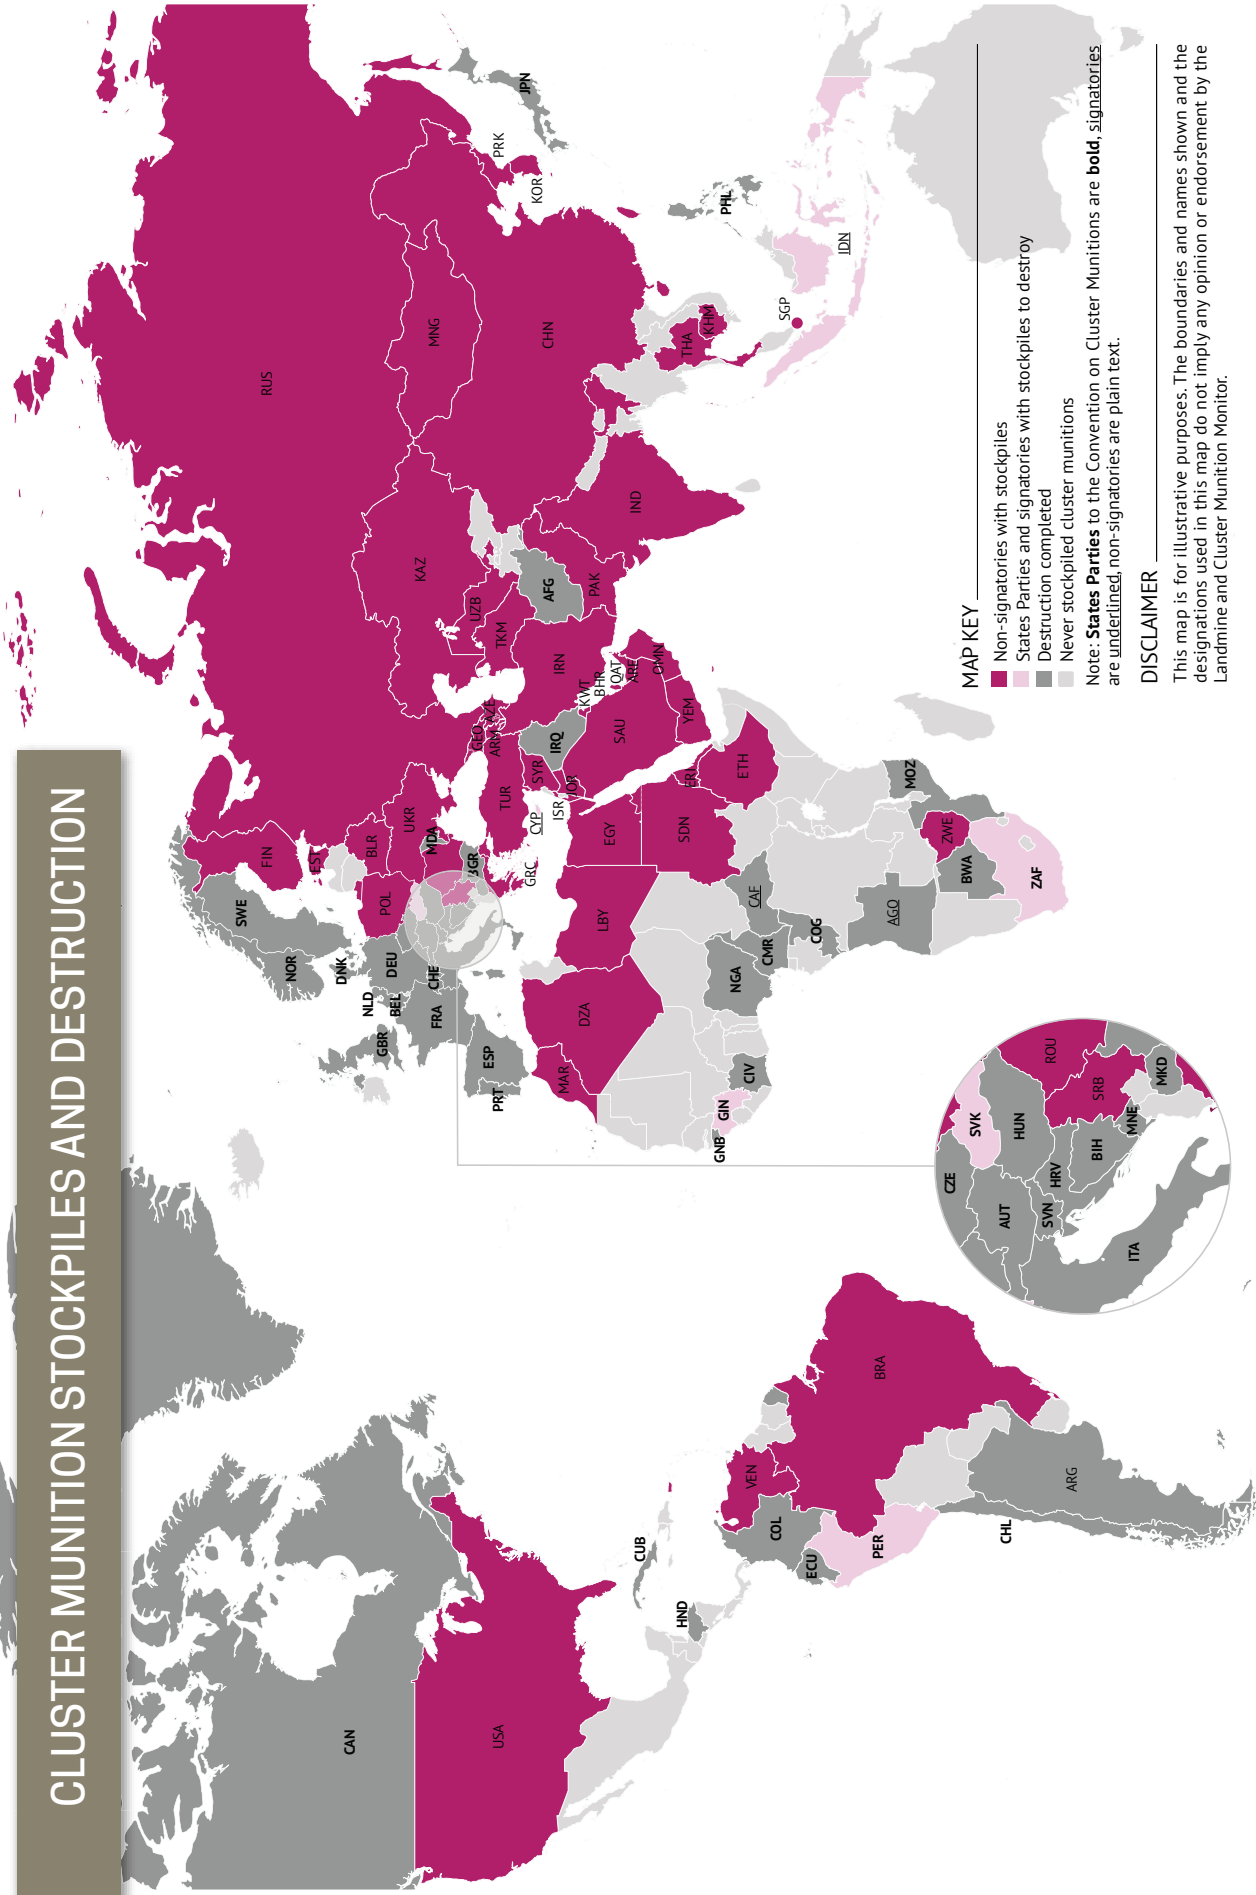 CLUSTER MUNITION STOCKPILES AND DESTRUCTION
CAN
USA
CUB
HND
VEN
COL
ECU
PER
BRA
CHL
ARG
SWE
NOR
FIN
EST
DNK
NLD
BEL
GBR
DEU
CHE
FRA
ESP
PRT
POL
BLR
UKR
MDA
BGR
GRC
TUR
CYP
SYR
ISR
JOR
IRQ
GEO
ARM
AZE
RUS
KAZ
UZB
TKM
AFG
PAK
IRN
KWT
BHR
QAT
ARE
OMN
SAU
YEM
MNG
CHN
IND
PRK
KOR
JPN
PHL
THA
KHM
SGP
IDN
MAR
DZA
LBY
EGY
SDN
ERI
ETH
GNB
GIN
CIV
NGA
CMR
CAF
COG
AGO
MOZ
ZWE
BWA
ZAF
CZE
SVK
AUT
HUN
ROU
SVN
HRV
BIH
SRB
MNE
MKD
ITA
MAP KEY
Non-signatories with stockpiles
States Parties and signatories with stockpiles to destroy
Destruction completed
Never stockpiled cluster munitions
Note: States Parties to the Convention on Cluster Munitions are bold, signatories
are underlined, non-signatories are plain text.
DISCLAIMER
This map is for illustrative purposes. The boundaries and names shown and the
designations used in this map do not imply any opinion or endorsement by the
Landmine and Cluster Munition Monitor.